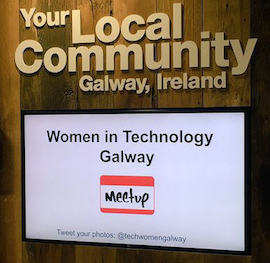 Your Local
Community
Galway, Ireland
Women in Technology
Galway
Meetup
Tweet your photos: @techwomengalway